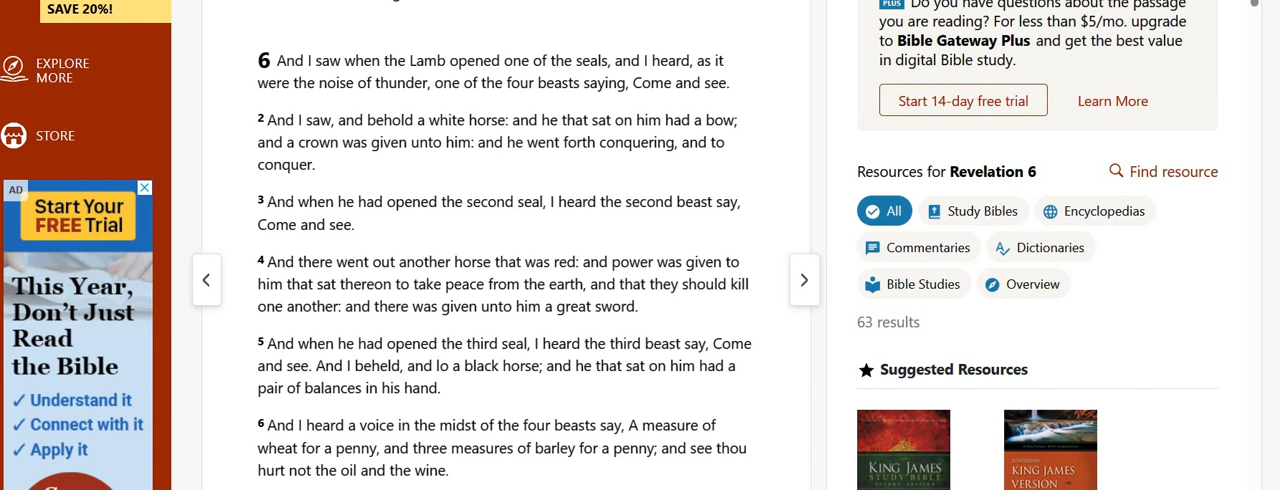 SAVE 20%!
EXPLORE
MORE
STORE
AD
Start Your
FREE Trial
This Year,
Don't Just
Read
the Bible
✓ Understand it
✓ Connect with it
✓ Apply it
6 And I saw when the Lamb opened one of the seals, and I heard, as it
were the noise of thunder, one of the four beasts saying, Come and see.
2 And I saw, and behold a white horse: and he that sat on him had a bow;
and a crown was given unto him: and he went forth conquering, and to
conquer.
3 And when he had opened the second seal, I heard the second beast say,
Come and see.
4 And there went out another horse that was red: and power was given to
him that sat thereon to take peace from the earth, and that they should kill
one another: and there was given unto him a great sword.
5 And when he had opened the third seal, I heard the third beast say, Come
and see. And I beheld, and lo a black horse; and he that sat on him had a
pair of balances in his hand.
6 And I heard a voice in the midst of the four beasts say, A measure of
wheat for a penny, and three measures of barley for a penny; and see thou
hurt not the oil and the wine.
PLUS Do you have questions about the passage
you are reading? For less than $5/mo. upgrade
to Bible Gateway Plus and get the best value
in digital Bible study.
Start 14-day free trial
Learn More
Resources for Revelation 6
Find resource
All
Study Bibles
Encyclopedias
Commentaries
Dictionaries
Bible Studies
Overview
63 results
★ Suggested Resources
KING JAMES
STUDY BIBLE
SECOND EDITION
ZONDERVAN
KING JAMES
VERSION